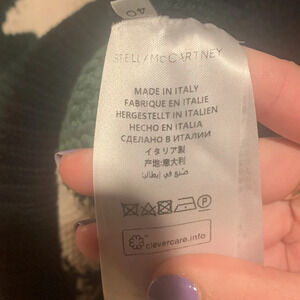 40
STELLA McCARTNEY
MADE IN ITALY
FABRIQUE EN ITALIE
HERGESTELLT IN ITALIEN
HECHO EN ITALIA
СДЕЛАНО В ИТАЛИИ
イタリア製
产地:意大利
صنع في إيطاليا
clevercare.info